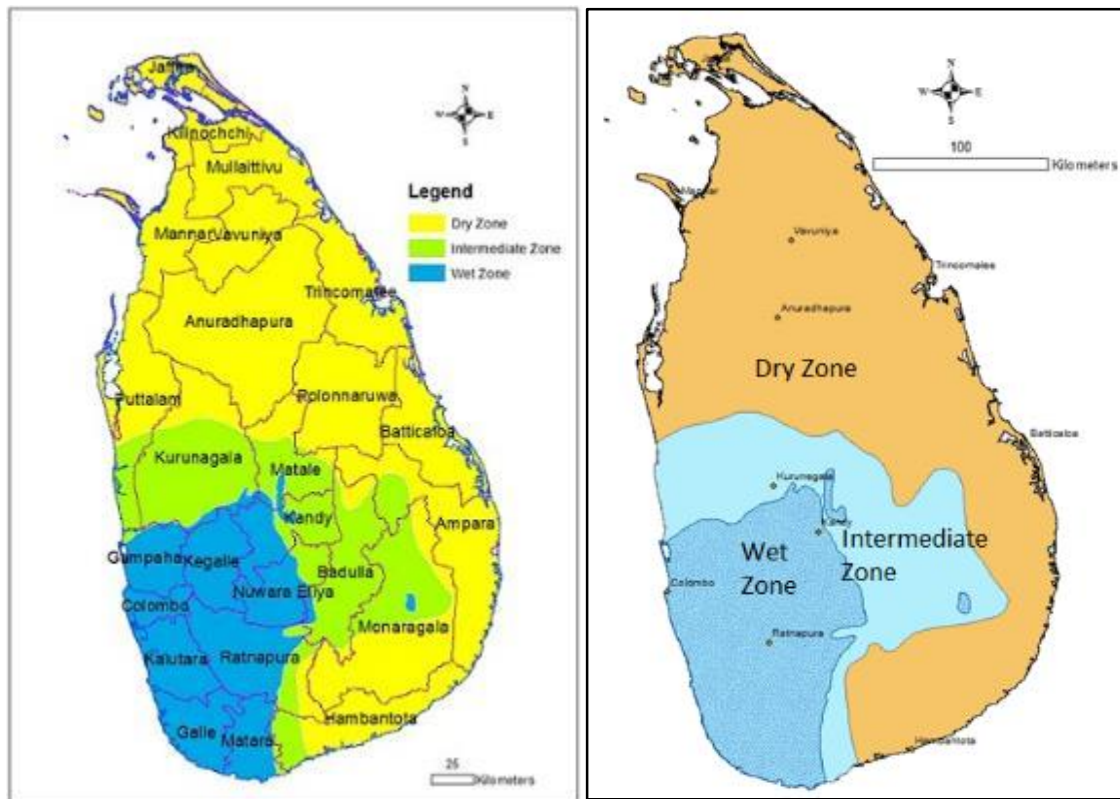 Jaffna
N
W E
S
Kilinochchi
Mullaittivu
Legend
Dry Zone
Intermediate Zone
Wet Zone
Mannar
Vavuniya
Trincomalee
Anuradhapura
Puttalam
Polonnaruwa
Batticaloa
Kurunagala
Matale
Kandy
Ampara
Gampaha
Kegalle
Badulla
Nuwara Eliya
Colombo
Monaragala
Kalutara
Ratnapura
Hambantota
Galle
Matara
25
Kilometers
N
W E
S
100
Kilometers
Mannar
Vavuniya
Trincomalee
Anuradhapura
Dry Zone
Batticaloa
Kurunegala
Kandy
Intermediate
Zone
Wet
Zone
Colombo
Ratnapura
Hambantota